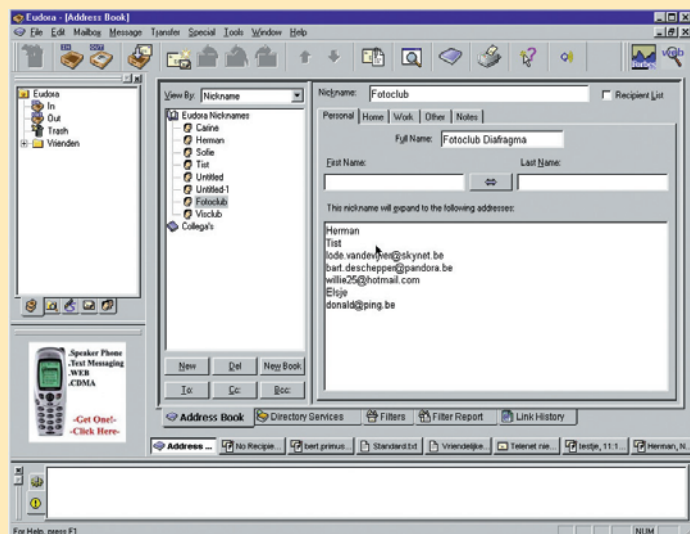 Eudora - [Address Book]
File Edit Mailbox Message Transfer Special Tools Window Help
IN OUT
Forbes
web
Eudora
In
Out
Trash
Vrienden
View By: Nickname
Eudora Nicknames
Carine
Herman
Sofie
Tist
Untitled
Untitled-1
Fotoclub
Visclub
Collega's
New Del New Book
To: Cc: Bcc:
Nickname: Fotoclub Recipient List
Personal Home Work Other Notes
Full Name: Fotoclub Diafragma
First Name: Last Name:
This nickname will expand to the following addresses:
Herman
Tist
bart.deschepper@pandora.be
willie25@hotmail.com
Elsje
donald@ping.be
.Speaker Phone
.Text Messaging
.WEB
.CDMA
-Get One!-
-Click Here-
Address Book Directory Services Filters Filter Report Link History
Address ... No Recipie... bert.primus... Standard.txt Vriendelijke... Telenet nie... testje, 11:1... Herman, N...
For Help, press F1 NUM